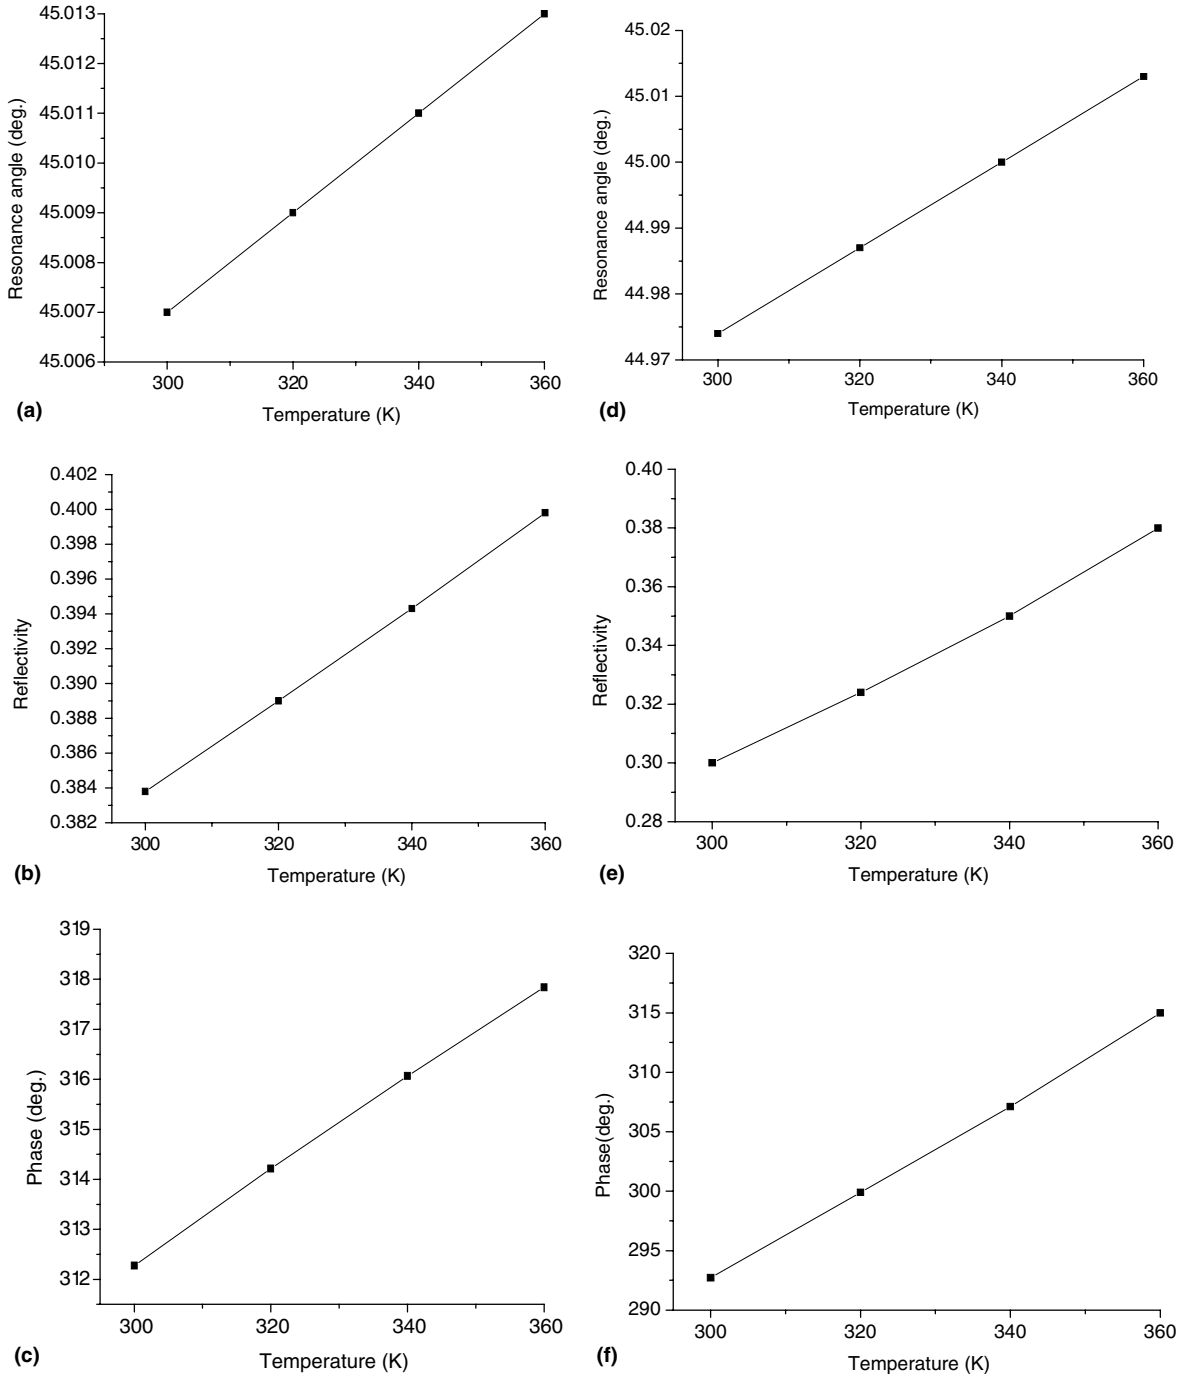 45.013
45.012
45.011
45.010
45.009
45.008
45.007
45.006
Resonance angle (deg.)
300 320 340 360
Temperature (K)
(a)
45.02
45.01
45.00
44.99
44.98
44.97
Resonance angle (deg.)
300 320 340 360
Temperature (K)
(d)
0.402
0.400
0.398
0.396
0.394
0.392
0.390
0.388
0.386
0.384
0.382
Reflectivity
300 320 340 360
Temperature (K)
(b)
0.40
0.38
0.36
0.34
0.32
0.30
0.28
Reflectivity
300 320 340 360
Temperature (K)
(e)
319
318
317
316
315
314
313
312
Phase (deg.)
300 320 340 360
Temperature (K)
(c)
320
315
310
305
300
295
290
Phase(deg.)
300 320 340 360
Temperature (K)
(f)